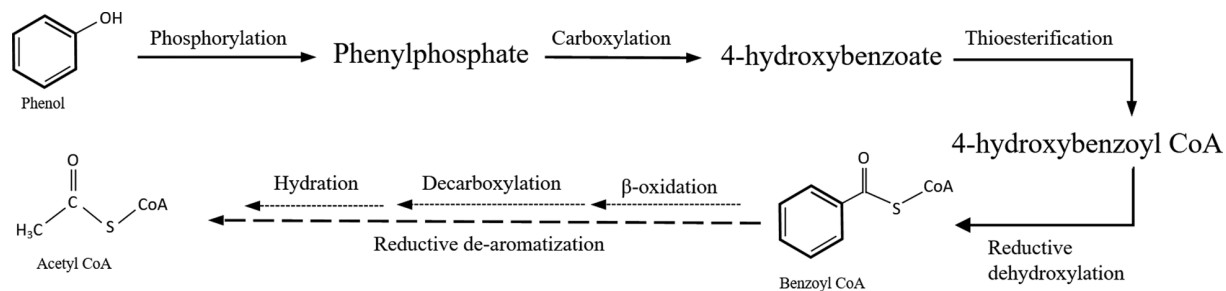 OH
Phenol
Phosphorylation
Phenylphosphate
Carboxylation
4-hydroxybenzoate
Thioesterification
4-hydroxybenzoyl CoA
Reductive
dehydroxylation
O
CoA
S
Benzoyl CoA
β-oxidation
Decarboxylation
Hydration
Reductive de-aromatization
O
C
CoA
S
H₃C
Acetyl CoA